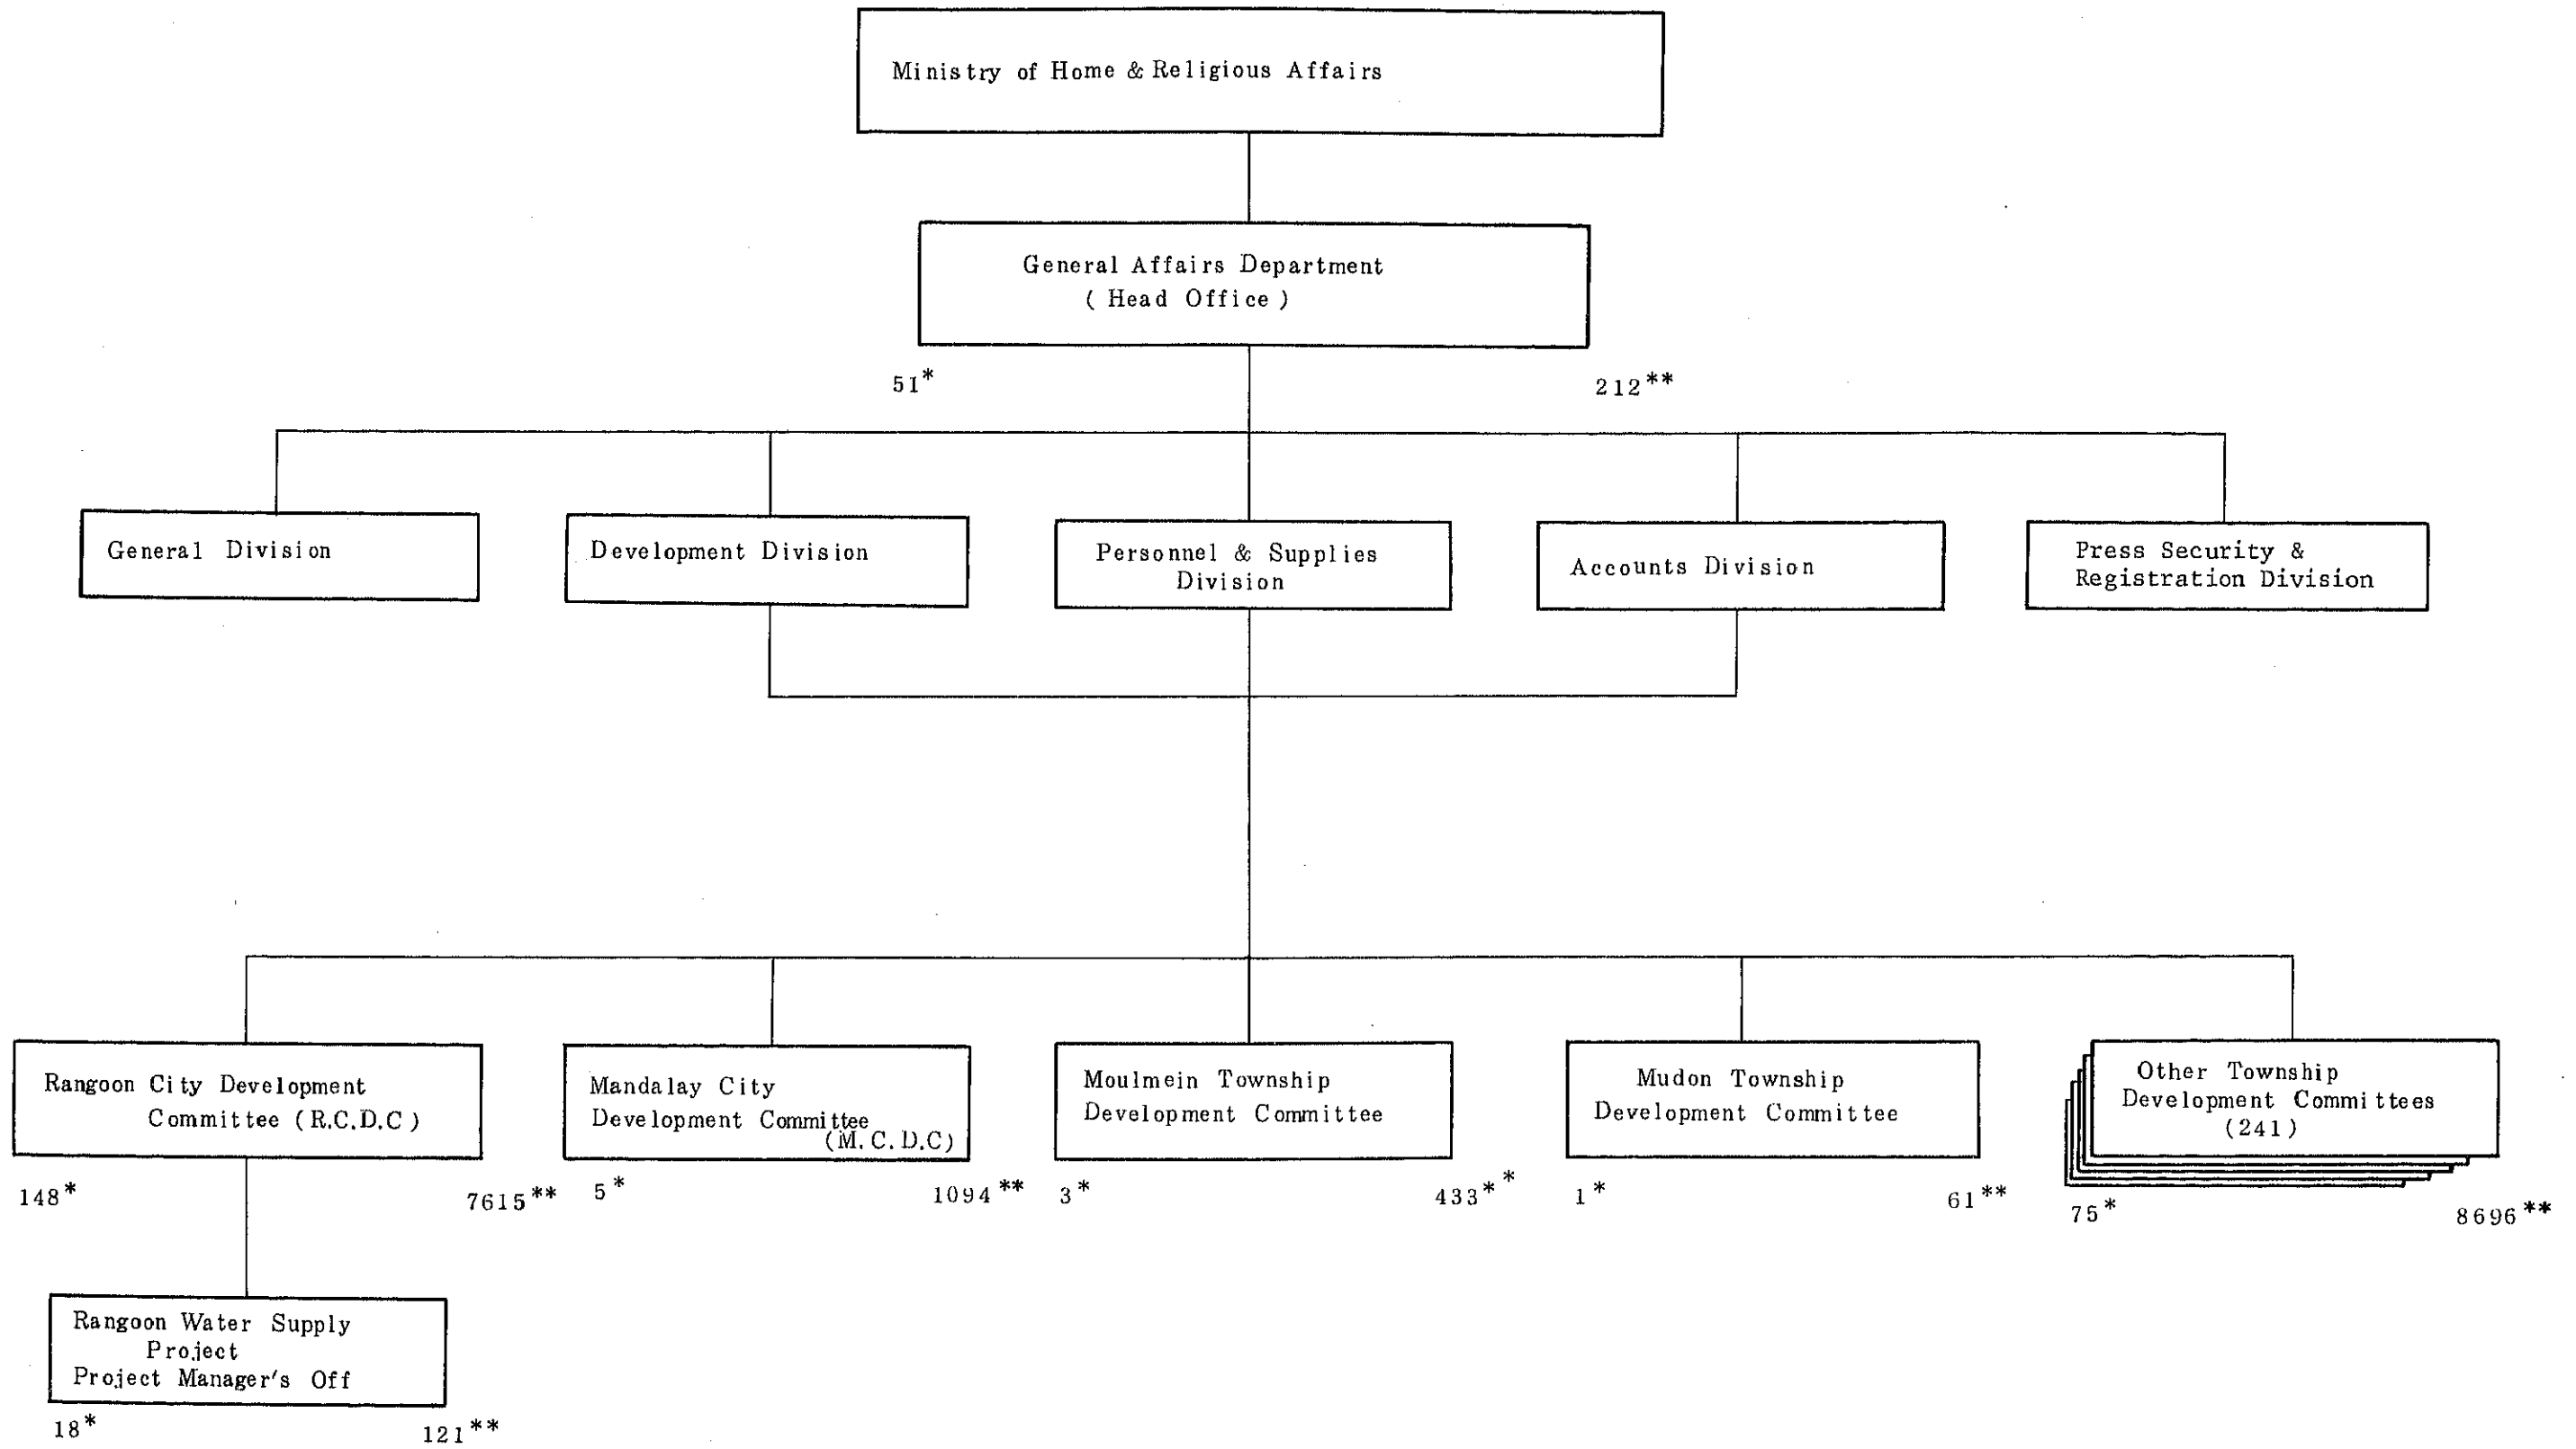 Ministry of Home & Religious Affairs
General Affairs Department
( Head Office )
51*
212**
General Division
Development Division
Personnel & Supplies
Division
Accounts Division
Press Security &
Registration Division
Rangoon City Development
Committee (R.C.D.C)
Mandalay City
Development Committee
(M.C.D.C)
Moulmein Township
Development Committee
Mudon Township
Development Committee
Other Township
Development Committees
(241)
148*
7615**
5*
1094**
3*
433**
1*
61**
75*
8696**
Rangoon Water Supply
Project
Project Manager's Off
18*
121**